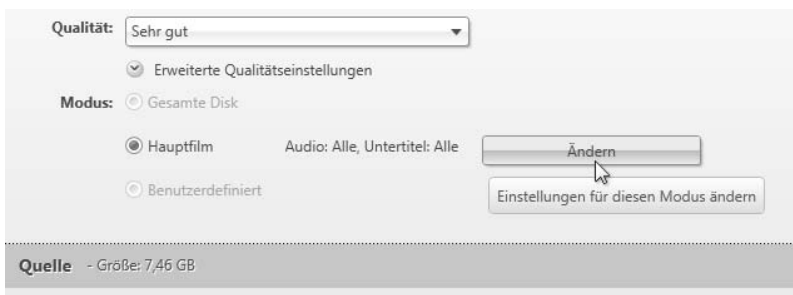 Qualität: Sehr gut
Erweiterte Qualitätseinstellungen
Modus: Gesamte Disk
Hauptfilm Audio: Alle, Untertitel: Alle Ändern
Benutzerdefiniert Einstellungen für diesen Modus ändern
Quelle - Größe: 7,46 GB